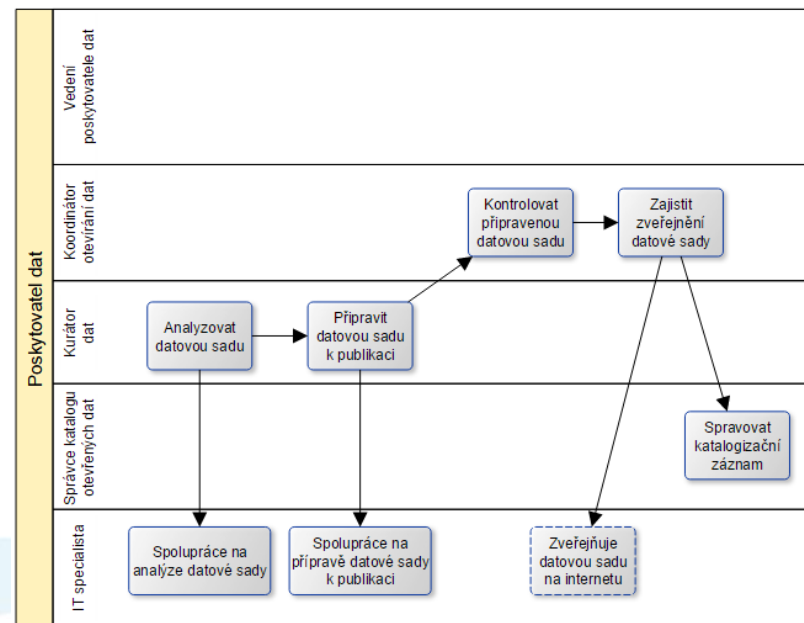 Poskytovatel dat
Vedení
poskytovatele dat
Koordinátor
otevírání dat
Kontrolovat
připravenou
datovou sadu
Zajistit
zveřejnění
datové sady
Kurátor
dat
Analyzovat
datovou sadu
Připravit
datovou sadu
k publikaci
Správce katalogu
otevřených dat
Spravovat
katalogizační
záznam
IT specialista
Spolupráce na
analýze datové sady
Spolupráce na
přípravě datové sady
k publikaci
Zveřejňuje
datovou sadu
na internetu